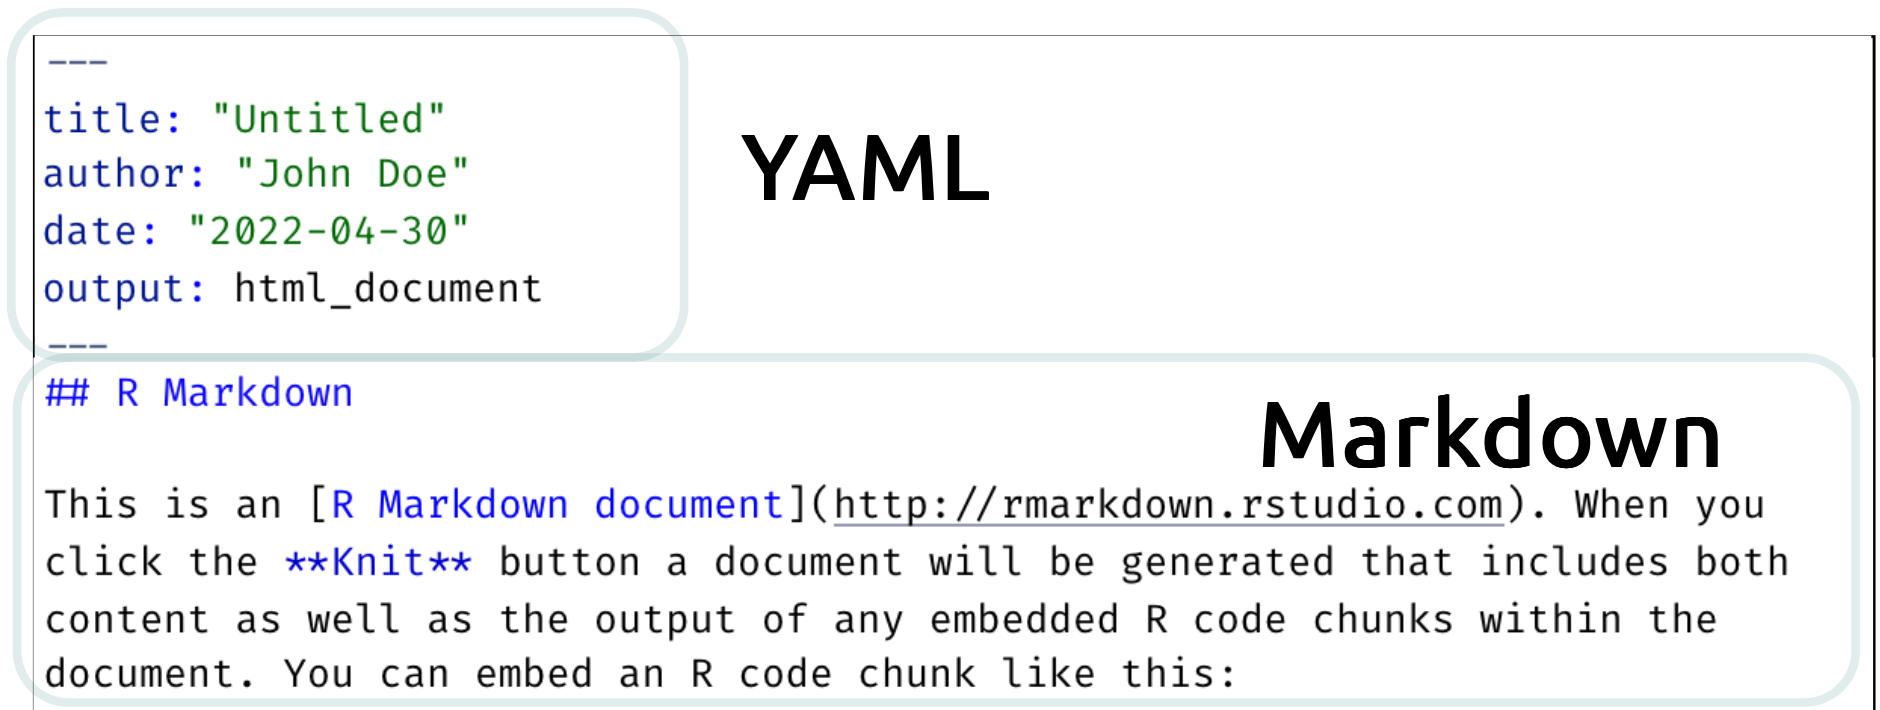 ---
title: "Untitled"
author: "John Doe"
YAML
date: "2022-04-30"
output: html_document
---
## R Markdown
Markdown
This is an [R Markdown document](http://rmarkdown.rstudio.com). When you
click the **Knit** button a document will be generated that includes both
content as well as the output of any embedded R code chunks within the
document. You can embed an R code chunk like this: